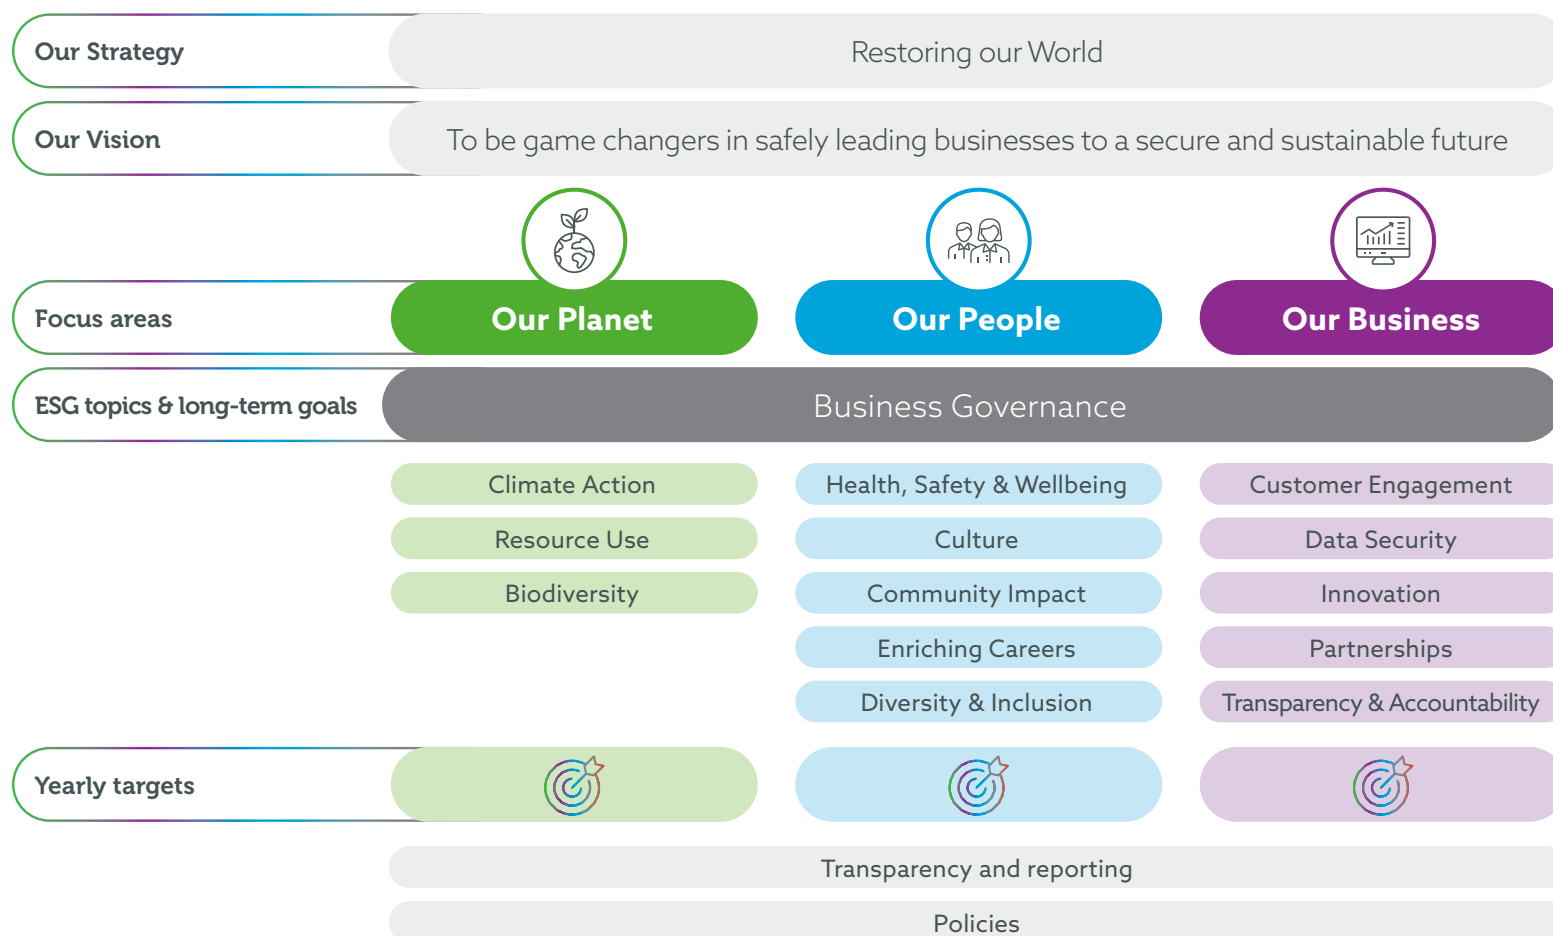 Our Strategy
Restoring our World
Our Vision
To be game changers in safely leading businesses to a secure and sustainable future
Focus areas
Our Planet
Our People
Our Business
ESG topics & long-term goals
Business Governance
Climate Action
Health, Safety & Wellbeing
Customer Engagement
Resource Use
Culture
Data Security
Biodiversity
Community Impact
Innovation
Enriching Careers
Partnerships
Diversity & Inclusion
Transparency & Accountability
Yearly targets
Transparency and reporting
Policies